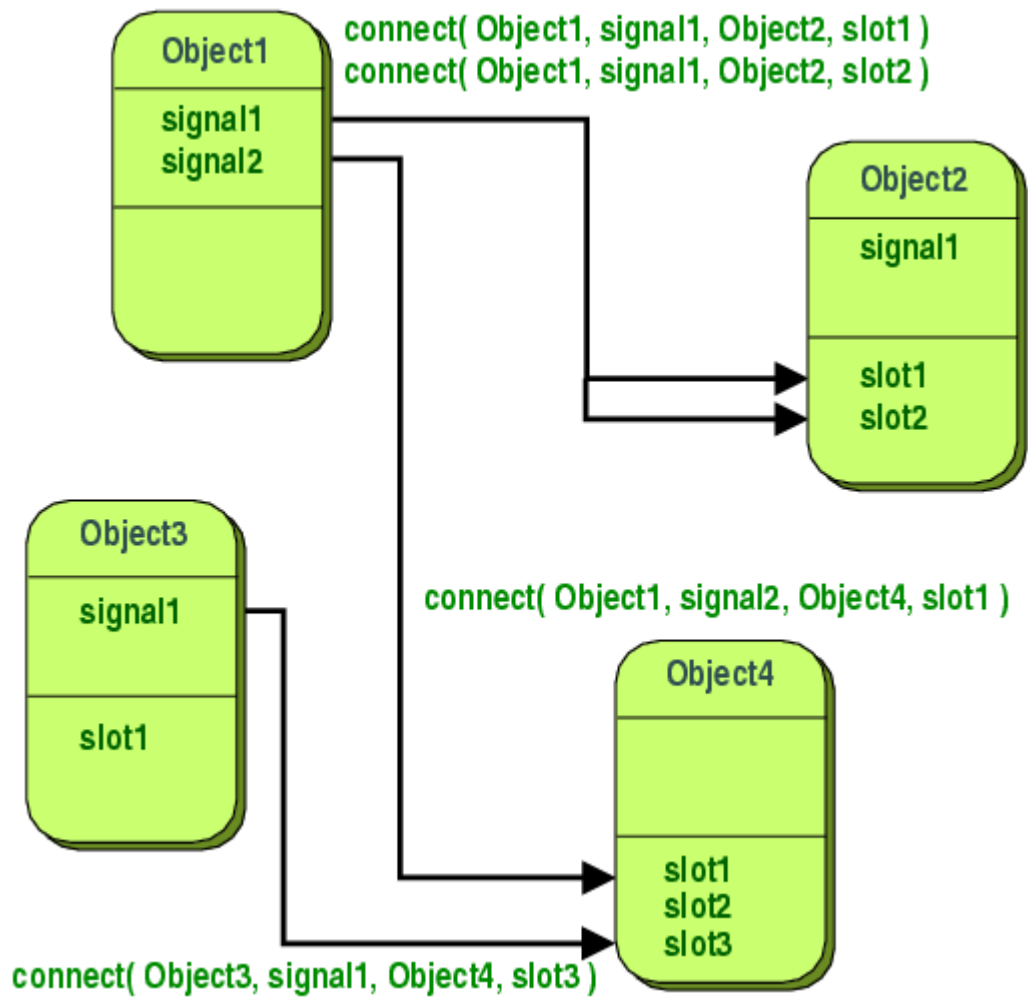 Object1
signal1
signal2
connect( Object1, signal1, Object2, slot1 )
connect( Object1, signal1, Object2, slot2 )
Object2
signal1
slot1
slot2
Object3
signal1
slot1
connect( Object1, signal2, Object4, slot1 )
Object4
slot1
slot2
slot3
connect( Object3, signal1, Object4, slot3 )